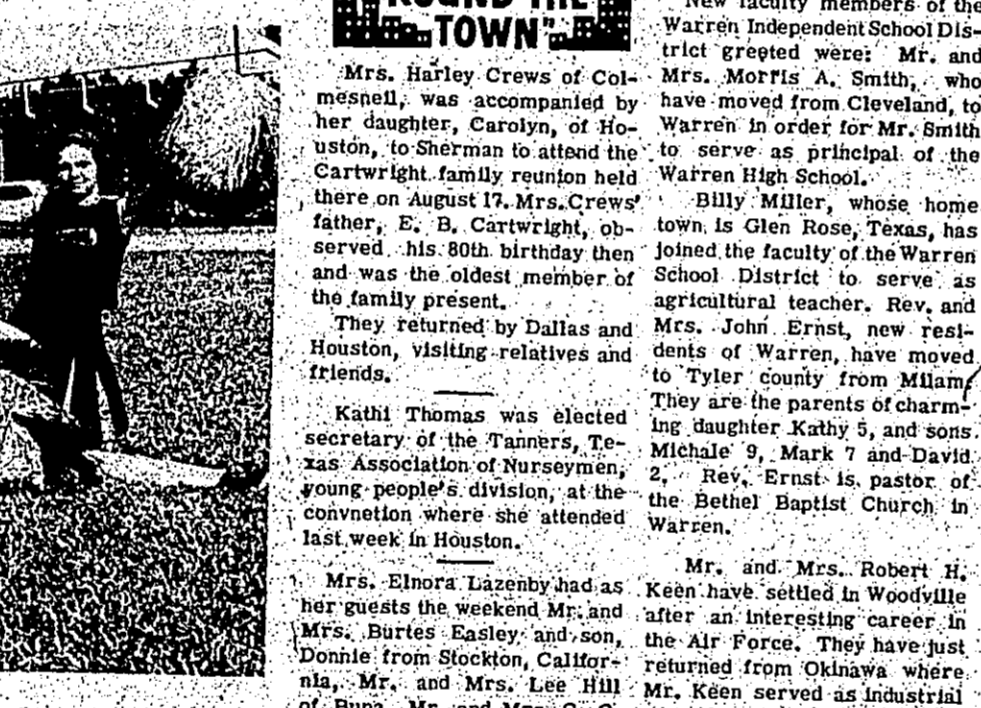 'ROUND THE
TOWN"
Mrs. Harley Crews of Col-
mesnell, was accompanied by
her daughter, Carolyn, of Ho-
uston, to Sherman to attend the
Cartwright family reunion held
there on August 17. Mrs. Crews'
father, E. B. Cartwright, ob-
served his 80th birthday then
and was the oldest member of
the family present.
They returned by Dallas and
Houston, visiting relatives and
friends.
Kathi Thomas was elected
secretary of the Tanners, Te-
xas Association of Nurseymen,
young people's division, at the
convnetion where she attended
last week in Houston.
Mrs. Elnora Lazenby had as
her guests the weekend Mr. and
Mrs. Burtes Easley and son,
Donnie from Stockton, Califor-
nia, Mr. and Mrs. Lee Hill
of Buna, Mr. and Mrs.
New faculty members of the
Warren Independent School Dis-
trict greeted were: Mr. and
Mrs. Morris A. Smith, who
have moved from Cleveland, to
Warren in order for Mr. Smith
to serve as principal of the
Warren High School.
Billy Miller, whose home
town is Glen Rose, Texas, has
joined the faculty of the Warren
School District to serve as
agricultural teacher. Rev. and
Mrs. John Ernst, new resi-
dents of Warren, have moved
to Tyler county from Milam.
They are the parents of charm-
ing daughter Kathy 5, and sons
Michale 9, Mark 7 and David
2. Rev. Ernst is pastor of
the Bethel Baptist Church in
Warren.
Mr. and Mrs. Robert H.
Keen have settled in Woodville
after an interesting career in
the Air Force. They have just
returned from Okinawa where
Mr. Keen served as industrial